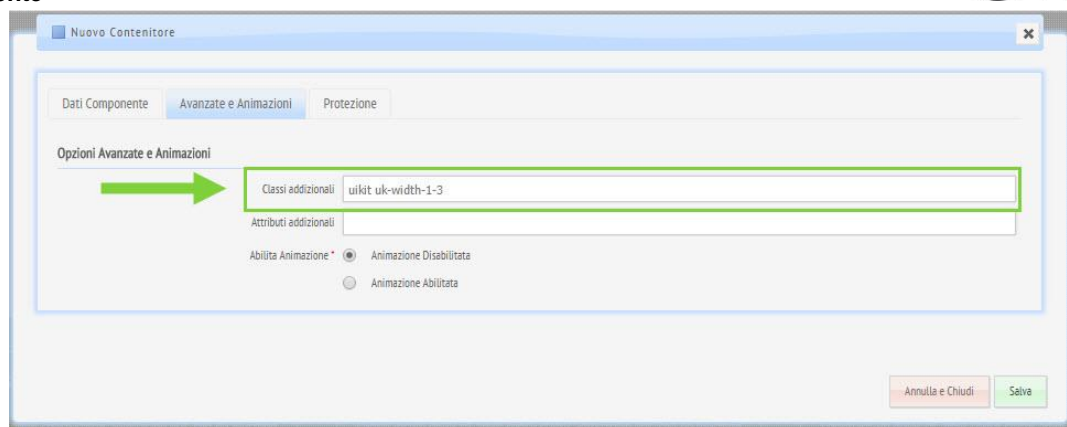 Nuovo Contenitore
Dati Componente Avanzate e Animazioni Protezione
Opzioni Avanzate e Animazioni
Classi addizionali uikit uk-width-1-3
Attributi addizionali
Abilita Animazione * Animazione Disabilitata
Animazione Abilitata
Annulla e Chiudi Salva